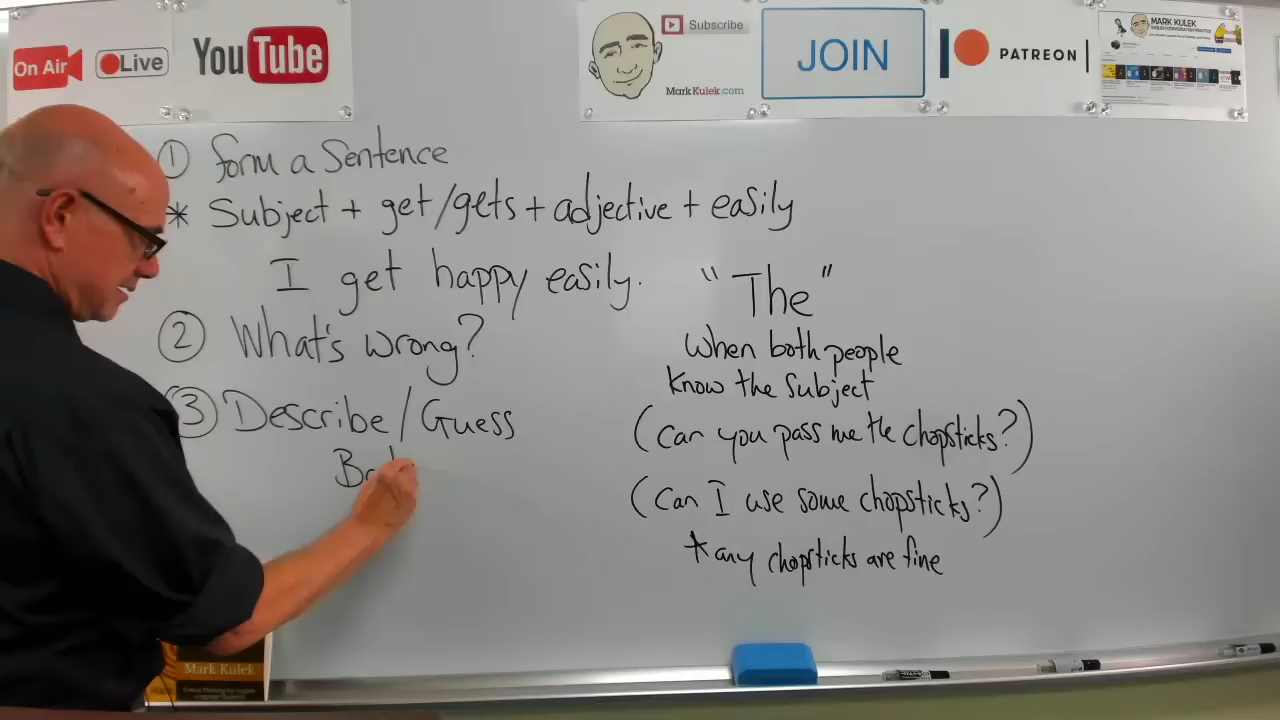 On Air
Live
YouTube
Subscribe
MarkKulek.com
JOIN
PATREON
MARK KULEK
① Form a Sentence
* Subject + get/gets + adjective + easily
I get happy easily.
② What's wrong?
③ Describe/Guess
"The"
When both people
Know the Subject
(Can you pass me the chopsticks?)
(Can I use some chopsticks?)
*any chopsticks are fine
Mark Kulek